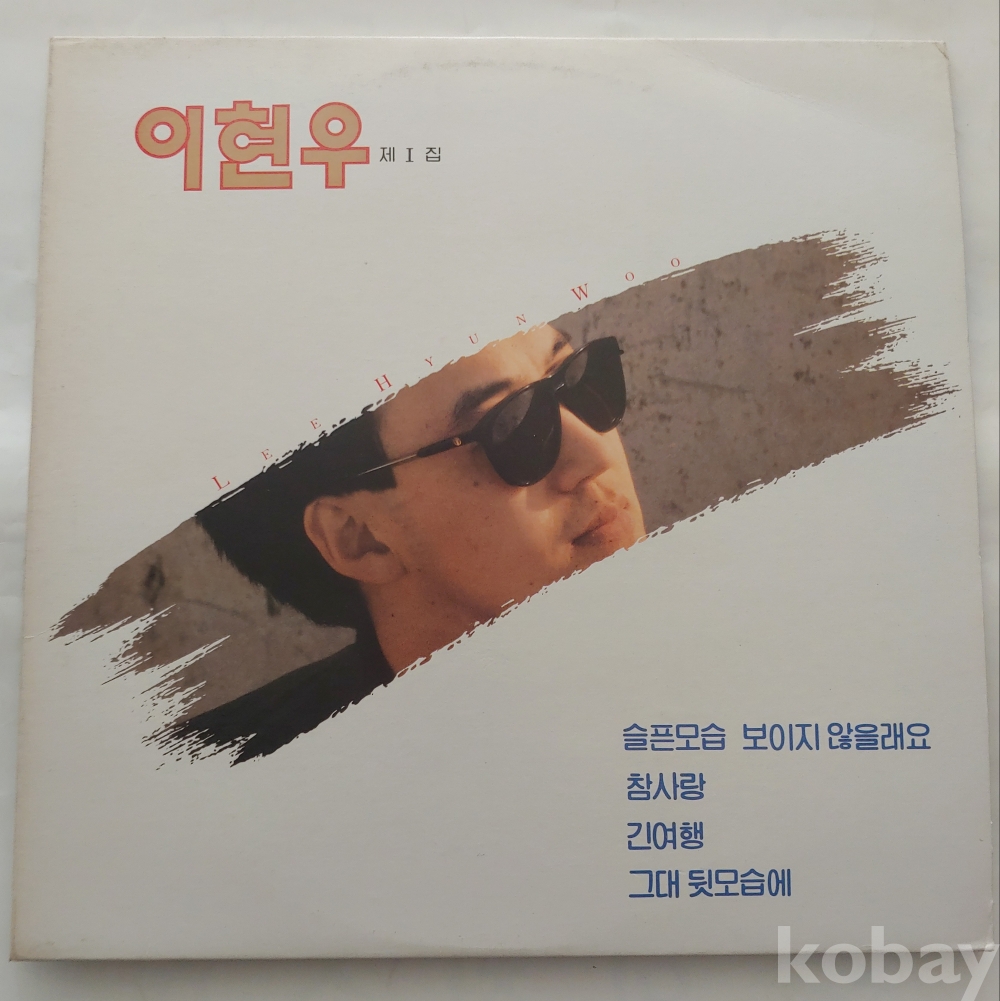 이현우 제 I 집
LEE HYUN WOO
슬픈모습 보이지 않을래요
참사랑
긴여행
그대 뒷모습에
kobay